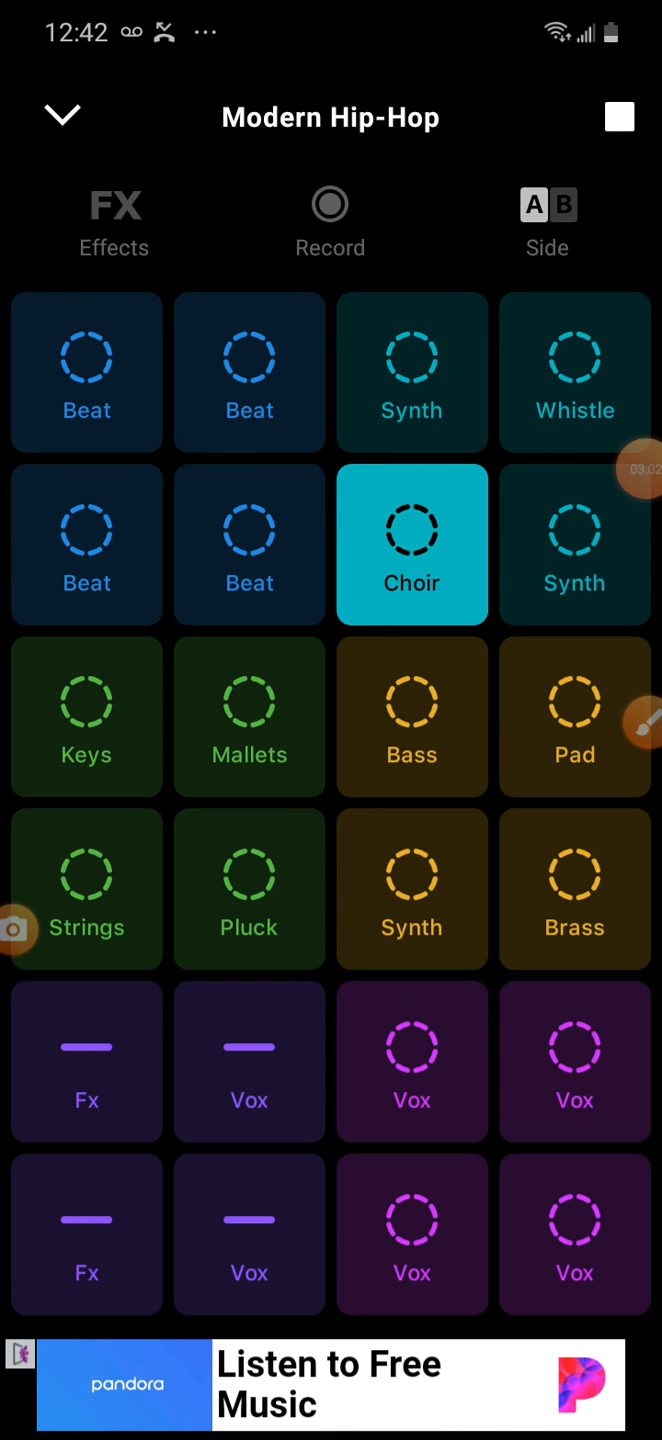 12:42
Modern Hip-Hop
FX
A B
Effects
Record
Side
Beat
Beat
Synth
Whistle
03:02
Beat
Beat
Choir
Synth
Keys
Mallets
Bass
Pad
Strings
Pluck
Synth
Brass
Fx
Vox
Vox
Vox
Fx
Vox
Vox
Vox
pandora
Listen to Free
Music